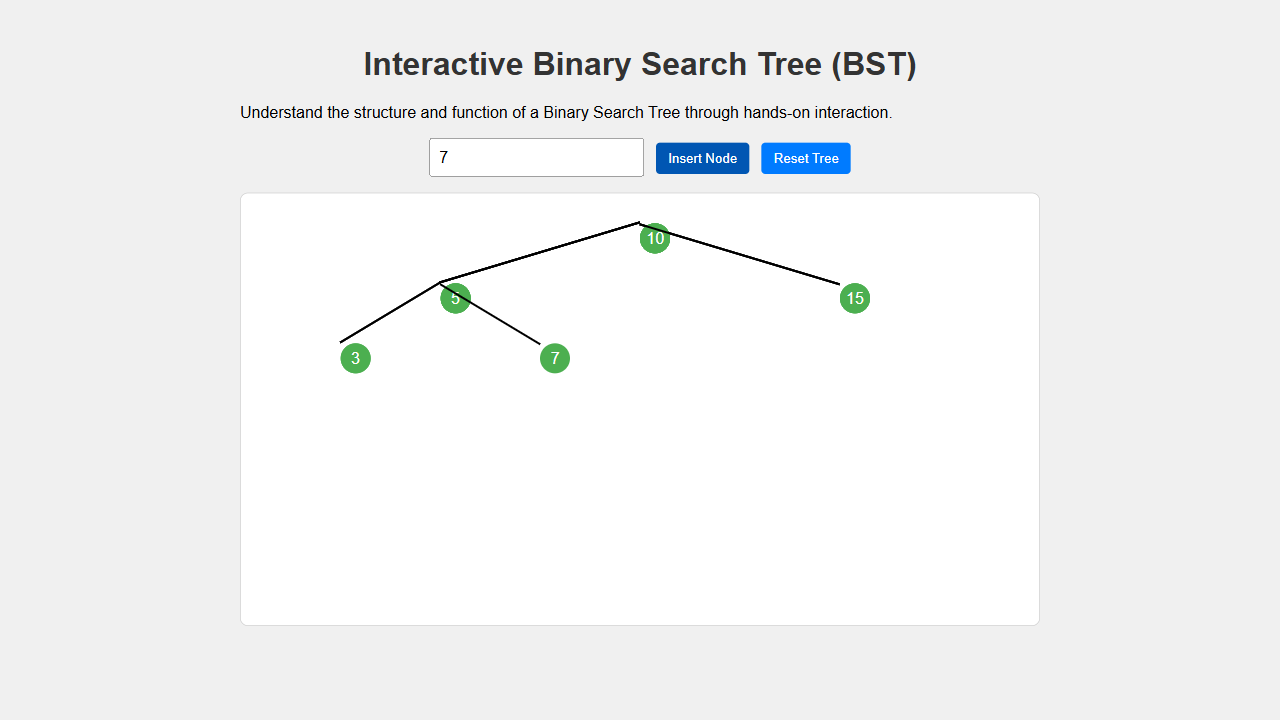 Interactive Binary Search Tree (BST)
Understand the structure and function of a Binary Search Tree through hands-on interaction.
7 Insert Node Reset Tree
10
5 15
3 7